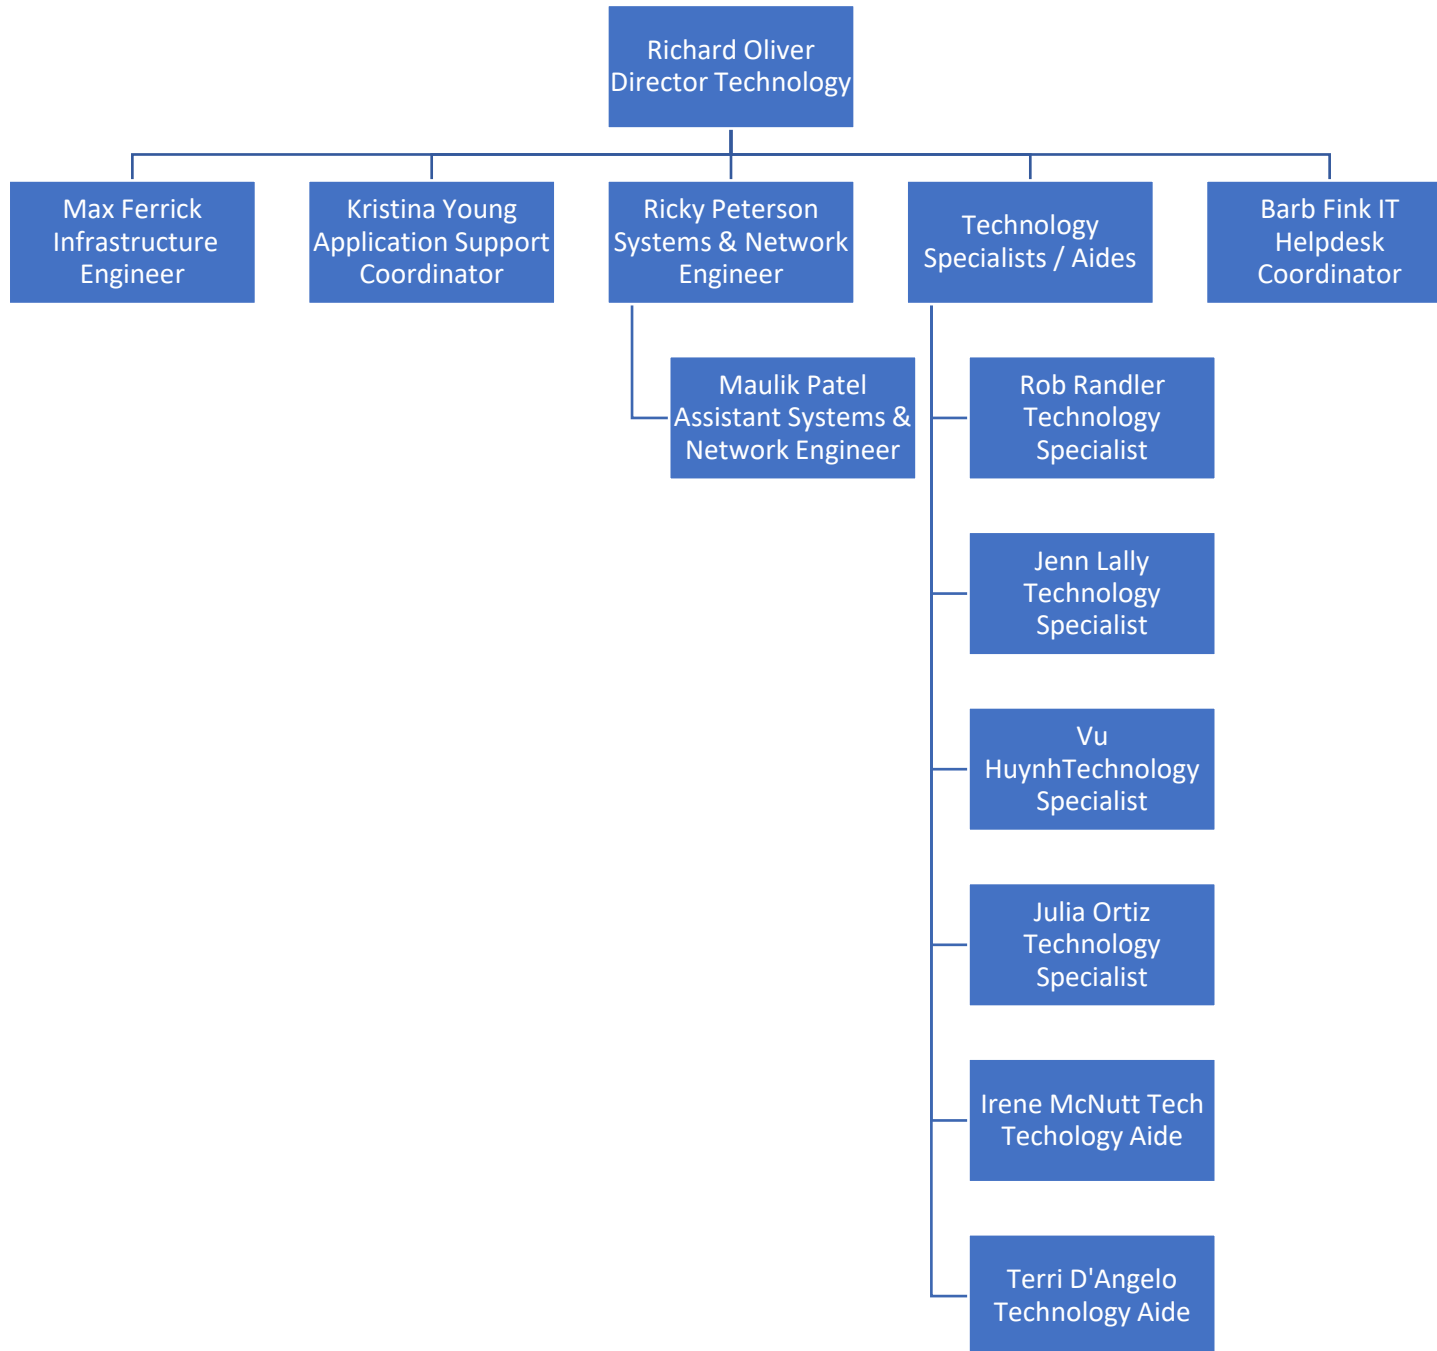 Richard Oliver
Director Technology
Max Ferrick
Infrastructure
Engineer
Kristina Young
Application Support
Coordinator
Ricky Peterson
Systems & Network
Engineer
Technology
Specialists / Aides
Barb Fink IT
Helpdesk
Coordinator
Maulik Patel
Assistant Systems &
Network Engineer
Rob Randler
Technology
Specialist
Jenn Lally
Technology
Specialist
Vu
HuynhTechnology
Specialist
Julia Ortiz
Technology
Specialist
Irene McNutt Tech
Techology Aide
Terri D'Angelo
Technology Aide